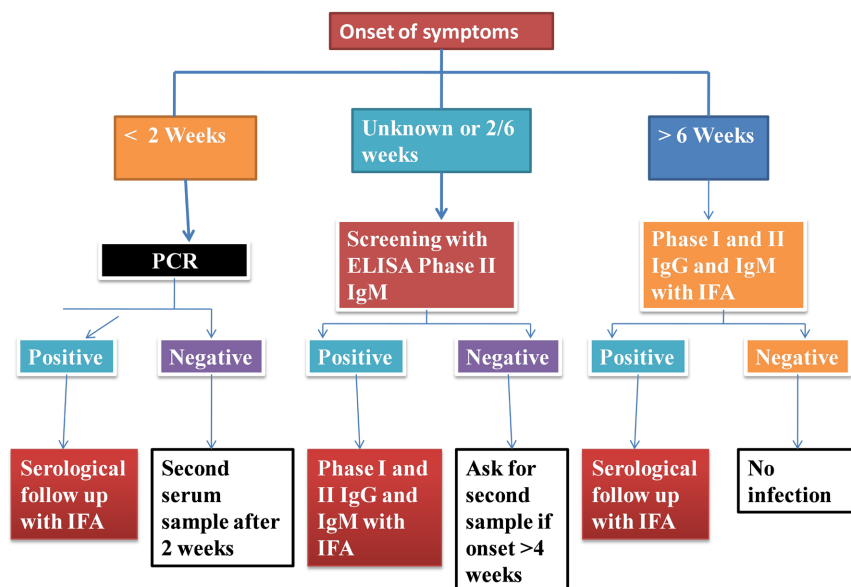 Onset of symptoms
< 2 Weeks
Unknown or 2/6
weeks
> 6 Weeks
PCR
Screening with
ELISA Phase II
IgM
Phase I and II
IgG and IgM
with IFA
Positive
Negative
Positive
Negative
Positive
Negative
Serological
follow up
with IFA
Second
serum
sample after
2 weeks
Phase I and
II IgG and
IgM with
IFA
Ask for
second
sample if
onset >4
weeks
Serological
follow up
with IFA
No
infection